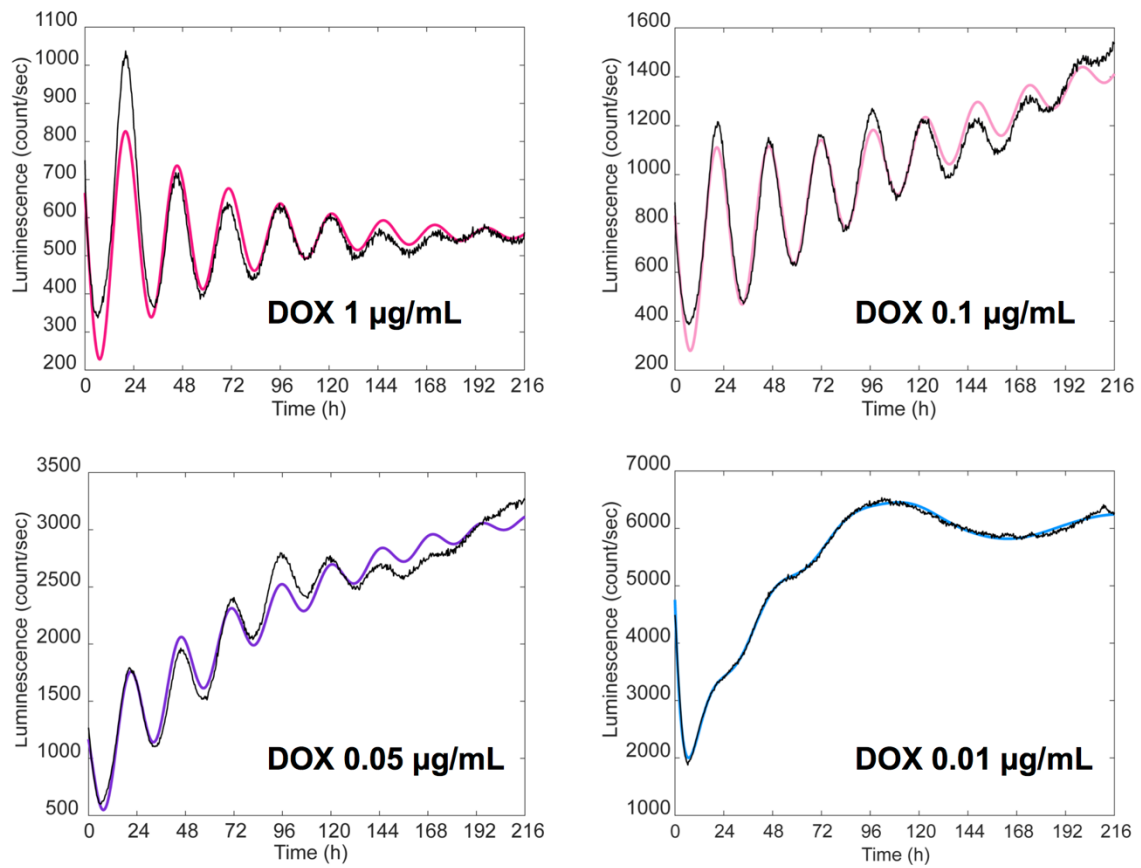 1100
1000
900
800
700
600
500
400
300
200
Luminescence (count/sec)
0 24 48 72 96 120 144 168 192 216
Time (h)
DOX 1 µg/mL
1600
1400
1200
1000
800
600
400
200
Luminescence (count/sec)
0 24 48 72 96 120 144 168 192 216
Time (h)
DOX 0.1 µg/mL
3500
3000
2500
2000
1500
1000
500
Luminescence (count/sec)
0 24 48 72 96 120 144 168 192 216
Time (h)
DOX 0.05 µg/mL
7000
6000
5000
4000
3000
2000
1000
Luminescence (count/sec)
0 24 48 72 96 120 144 168 192 216
Time (h)
DOX 0.01 µg/mL